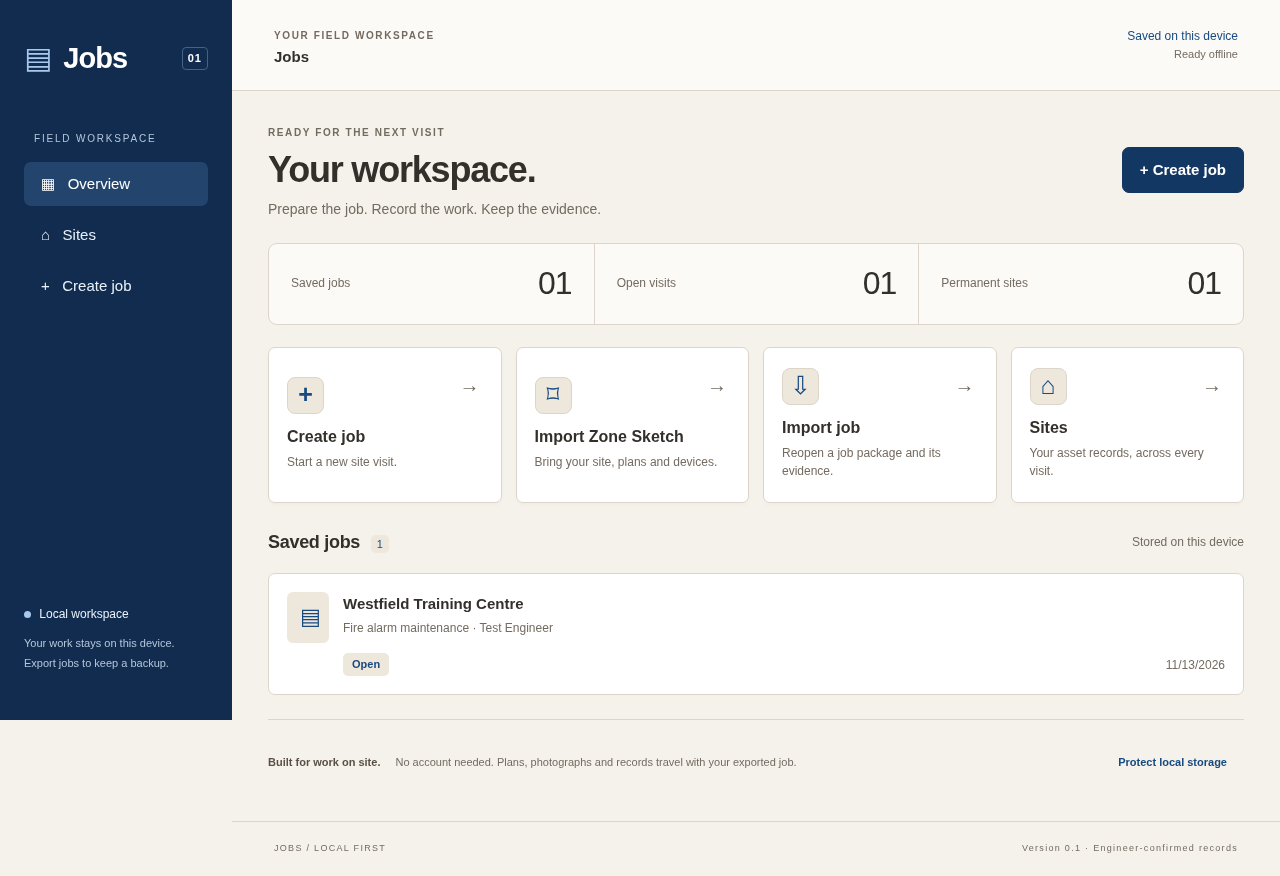 Jobs
01
FIELD WORKSPACE
Overview
Sites
+ Create job
Local workspace
Your work stays on this device.
Export jobs to keep a backup.
YOUR FIELD WORKSPACE
Jobs
Saved on this device
Ready offline
READY FOR THE NEXT VISIT
Your workspace.
Prepare the job. Record the work. Keep the evidence.
+ Create job
Saved jobs 01
Open visits 01
Permanent sites 01
+ →
Create job
Start a new site visit.
→
Import Zone Sketch
Bring your site, plans and devices.
⇩ →
Import job
Reopen a job package and its
evidence.
⌂ →
Sites
Your asset records, across every
visit.
Saved jobs 1
Stored on this device
Westfield Training Centre
Fire alarm maintenance · Test Engineer
Open
11/13/2026
Built for work on site. No account needed. Plans, photographs and records travel with your exported job.
Protect local storage
JOBS / LOCAL FIRST
Version 0.1 · Engineer-confirmed records